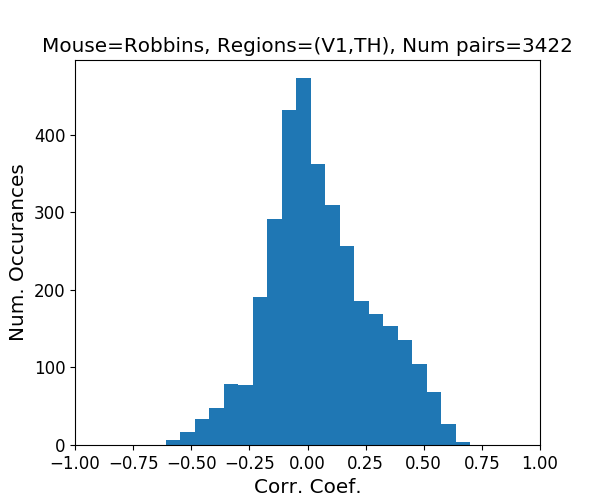 Mouse=Robbins, Regions=(V1,TH), Num pairs=3422
Num. Occurances
400
300
200
100
0
−1.00 −0.75 −0.50 −0.25 0.00 0.25 0.50 0.75 1.00
Corr. Coef.